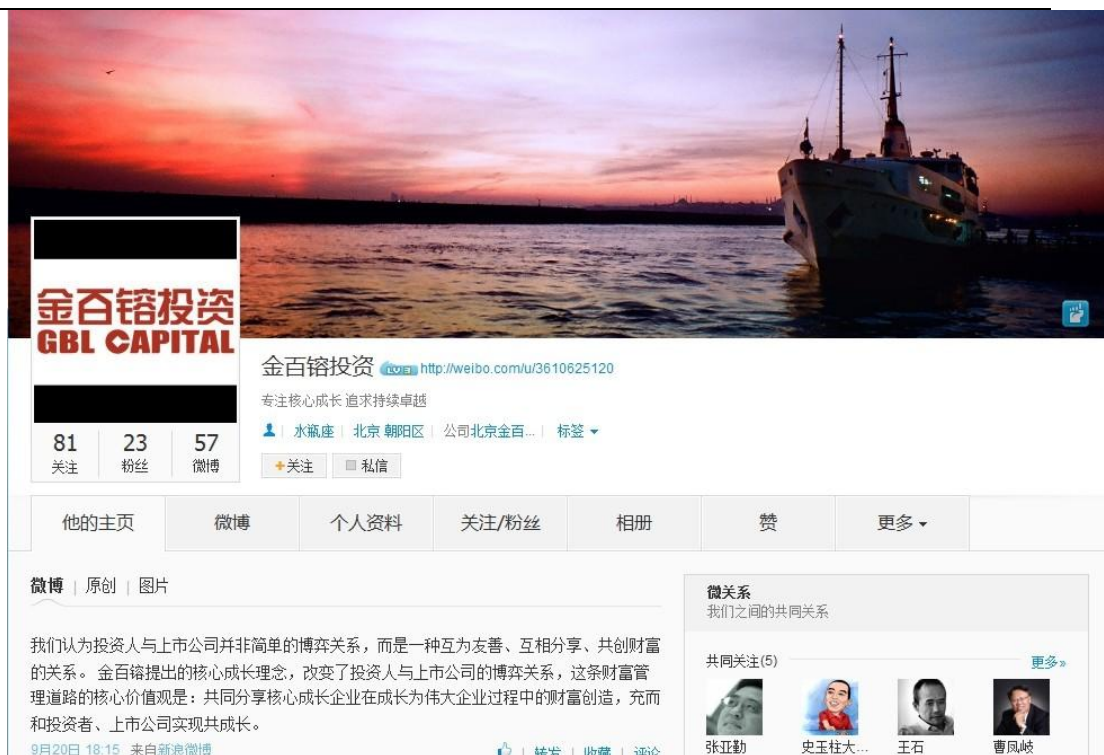 金百镕投资
GBL CAPITAL
金百镕投资 LV 3 http://weibo.com/u/3610625120
专注核心成长 追求持续卓越
水瓶座 | 北京 朝阳区 | 公司北京金百... | 标签
81 23 57
关注 粉丝 微博
+关注 私信
他的主页 微博 个人资料 关注/粉丝 相册 赞 更多
微博 | 原创 | 图片
我们认为投资人与上市公司并非简单的博弈关系,而是一种互为友善、互相分享、共创财富
的关系。 金百镕提出的核心成长理念,改变了投资人与上市公司的博弈关系,这条财富管
理道路的核心价值观是:共同分享核心成长企业在成长为伟大企业过程中的财富创造,充而
和投资者、上市公司实现共成长。
9月20日 18:15 来自新浪微博
转发 | 收藏 | 评论
微关系
我们之间的共同关系
共同关注(5) 更多»
张亚勤 史玉柱大... 王石 曹凤岐